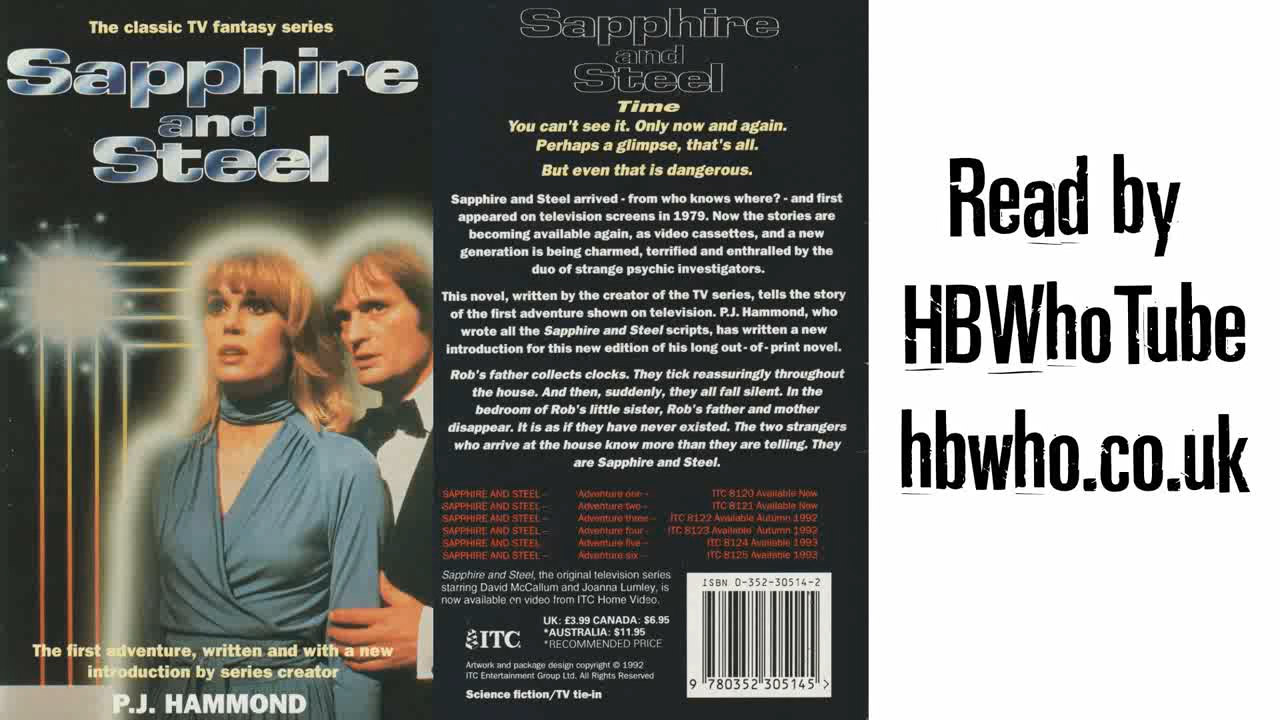 The classic TV fantasy series
Sapphire
and
Steel
The first adventure, written and with a new
introduction by series creator
P.J. HAMMOND
Sapphire
and
Steel
Time
You can't see it. Only now and again.
Perhaps a glimpse, that's all.
But even that is dangerous.
Sapphire and Steel arrived - from who knows where? - and first
appeared on television screens in 1979. Now the stories are
becoming available again, as video cassettes, and a new
generation is being charmed, terrified and enthralled by the
duo of strange psychic investigators.
This novel, written by the creator of the TV series, tells the story
of the first adventure shown on television. P.J. Hammond, who
wrote all the Sapphire and Steel scripts, has written a new
introduction for this new edition of his long out-of-print novel.
Rob's father collects clocks. They tick reassuringly throughout
the house. And then, suddenly, they all fall silent. In the
bedroom of Rob's little sister, Rob's father and mother
disappear. It is as if they have never existed. The two strangers
who arrive at the house know more than they are telling. They
are Sapphire and Steel.
SAPPHIRE AND STEEL – Adventure one – ITC 8120 Available Now
SAPPHIRE AND STEEL – Adventure two – ITC 8121 Available Now
SAPPHIRE AND STEEL – Adventure three – ITC 8122 Available Autumn 1992
SAPPHIRE AND STEEL – Adventure four – ITC 8123 Available Autumn 1992
SAPPHIRE AND STEEL – Adventure five – ITC 8124 Available 1993
SAPPHIRE AND STEEL – Adventure six – ITC 8125 Available 1993
Sapphire and Steel, the original television series
starring David McCallum and Joanna Lumley, is
now available on video from ITC Home Video.
ITC
UK: £3.99 CANADA: $6.95
*AUSTRALIA: $11.95
*RECOMMENDED PRICE
Artwork and package design copyright © 1992
ITC Entertainment Group Ltd. All Rights Reserved
Science fiction/TV tie-in
ISBN 0-352-30514-2
9 780352 305145 >
Read by
HBWhoTube
hbwho.co.uk